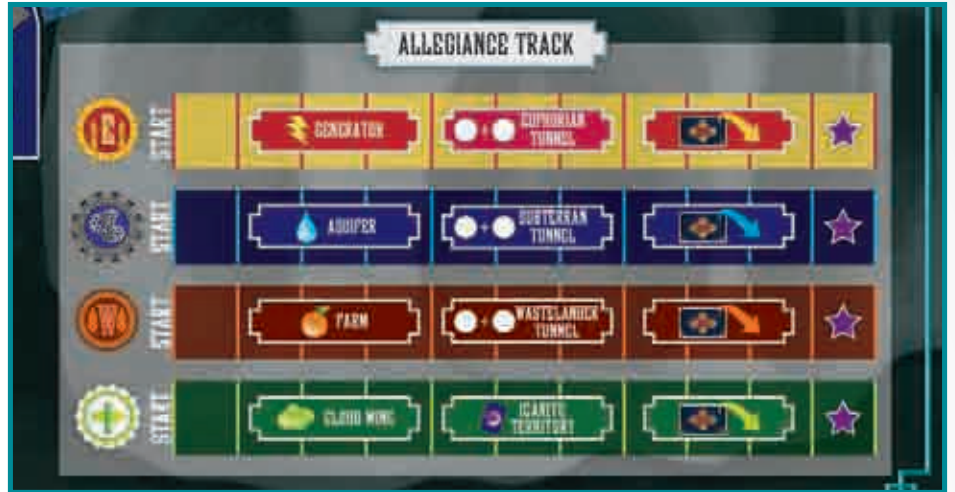 ALLEGIANCE TRACK
E
START
GENERATOR
+
EUPHORIAN
TUNNEL
START
AQUIFER
+
SUBTERRAN
TUNNEL
W
START
FARM
+
WASTELANDER
TUNNEL
START
CLOUD MINE
ICARITE
TERRITORY